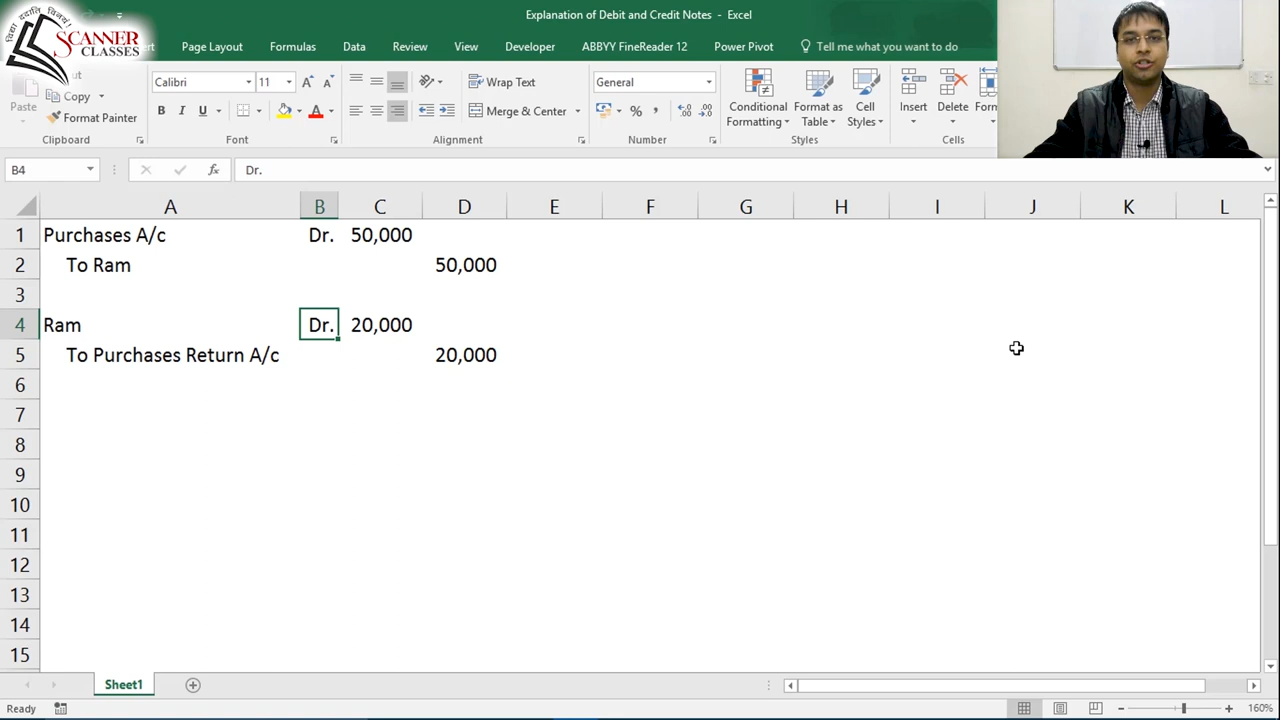 विद्या ददाति विनयम्
SCANNER
CLASSES
Explanation of Debit and Credit Notes - Excel
Page Layout
Formulas
Data
Review
View
Developer
ABBYY FineReader 12
Power Pivot
Tell me what you want to do
Paste
Copy
Format Painter
Clipboard
Calibri
11
B I U
Font
Wrap Text
Merge & Center
Alignment
General
%
Number
Conditional
Formatting
Format as
Table
Cell
Styles
Styles
Insert
Delete
Cells
B4
fx
Dr.
A B C D E F G H I J K L
1 Purchases A/c Dr. 50,000
2 To Ram 50,000
3
4 Ram Dr. 20,000
5 To Purchases Return A/c 20,000
6
7
8
9
10
11
12
13
14
15
Sheet1
Ready
160%